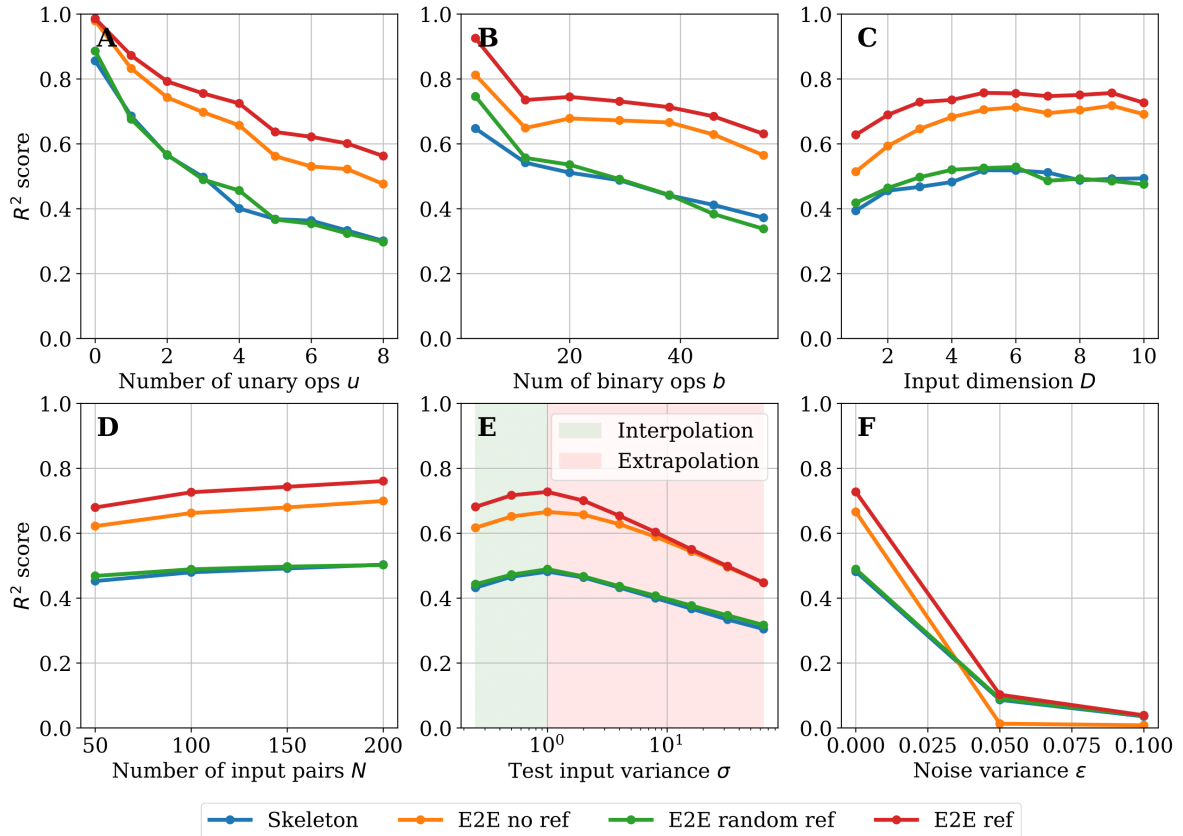 A
R² score
1.0
0.8
0.6
0.4
0.2
0.0
0 2 4 6 8
Number of unary ops u
B
1.0
0.8
0.6
0.4
0.2
0.0
20 40
Num of binary ops b
C
1.0
0.8
0.6
0.4
0.2
0.0
2 4 6 8 10
Input dimension D
D
R² score
1.0
0.8
0.6
0.4
0.2
0.0
50 100 150 200
Number of input pairs N
E
Interpolation
Extrapolation
1.0
0.8
0.6
0.4
0.2
0.0
10⁰ 10¹
Test input variance σ
F
1.0
0.8
0.6
0.4
0.2
0.0
0.000 0.025 0.050 0.075 0.100
Noise variance ε
Skeleton E2E no ref E2E random ref E2E ref